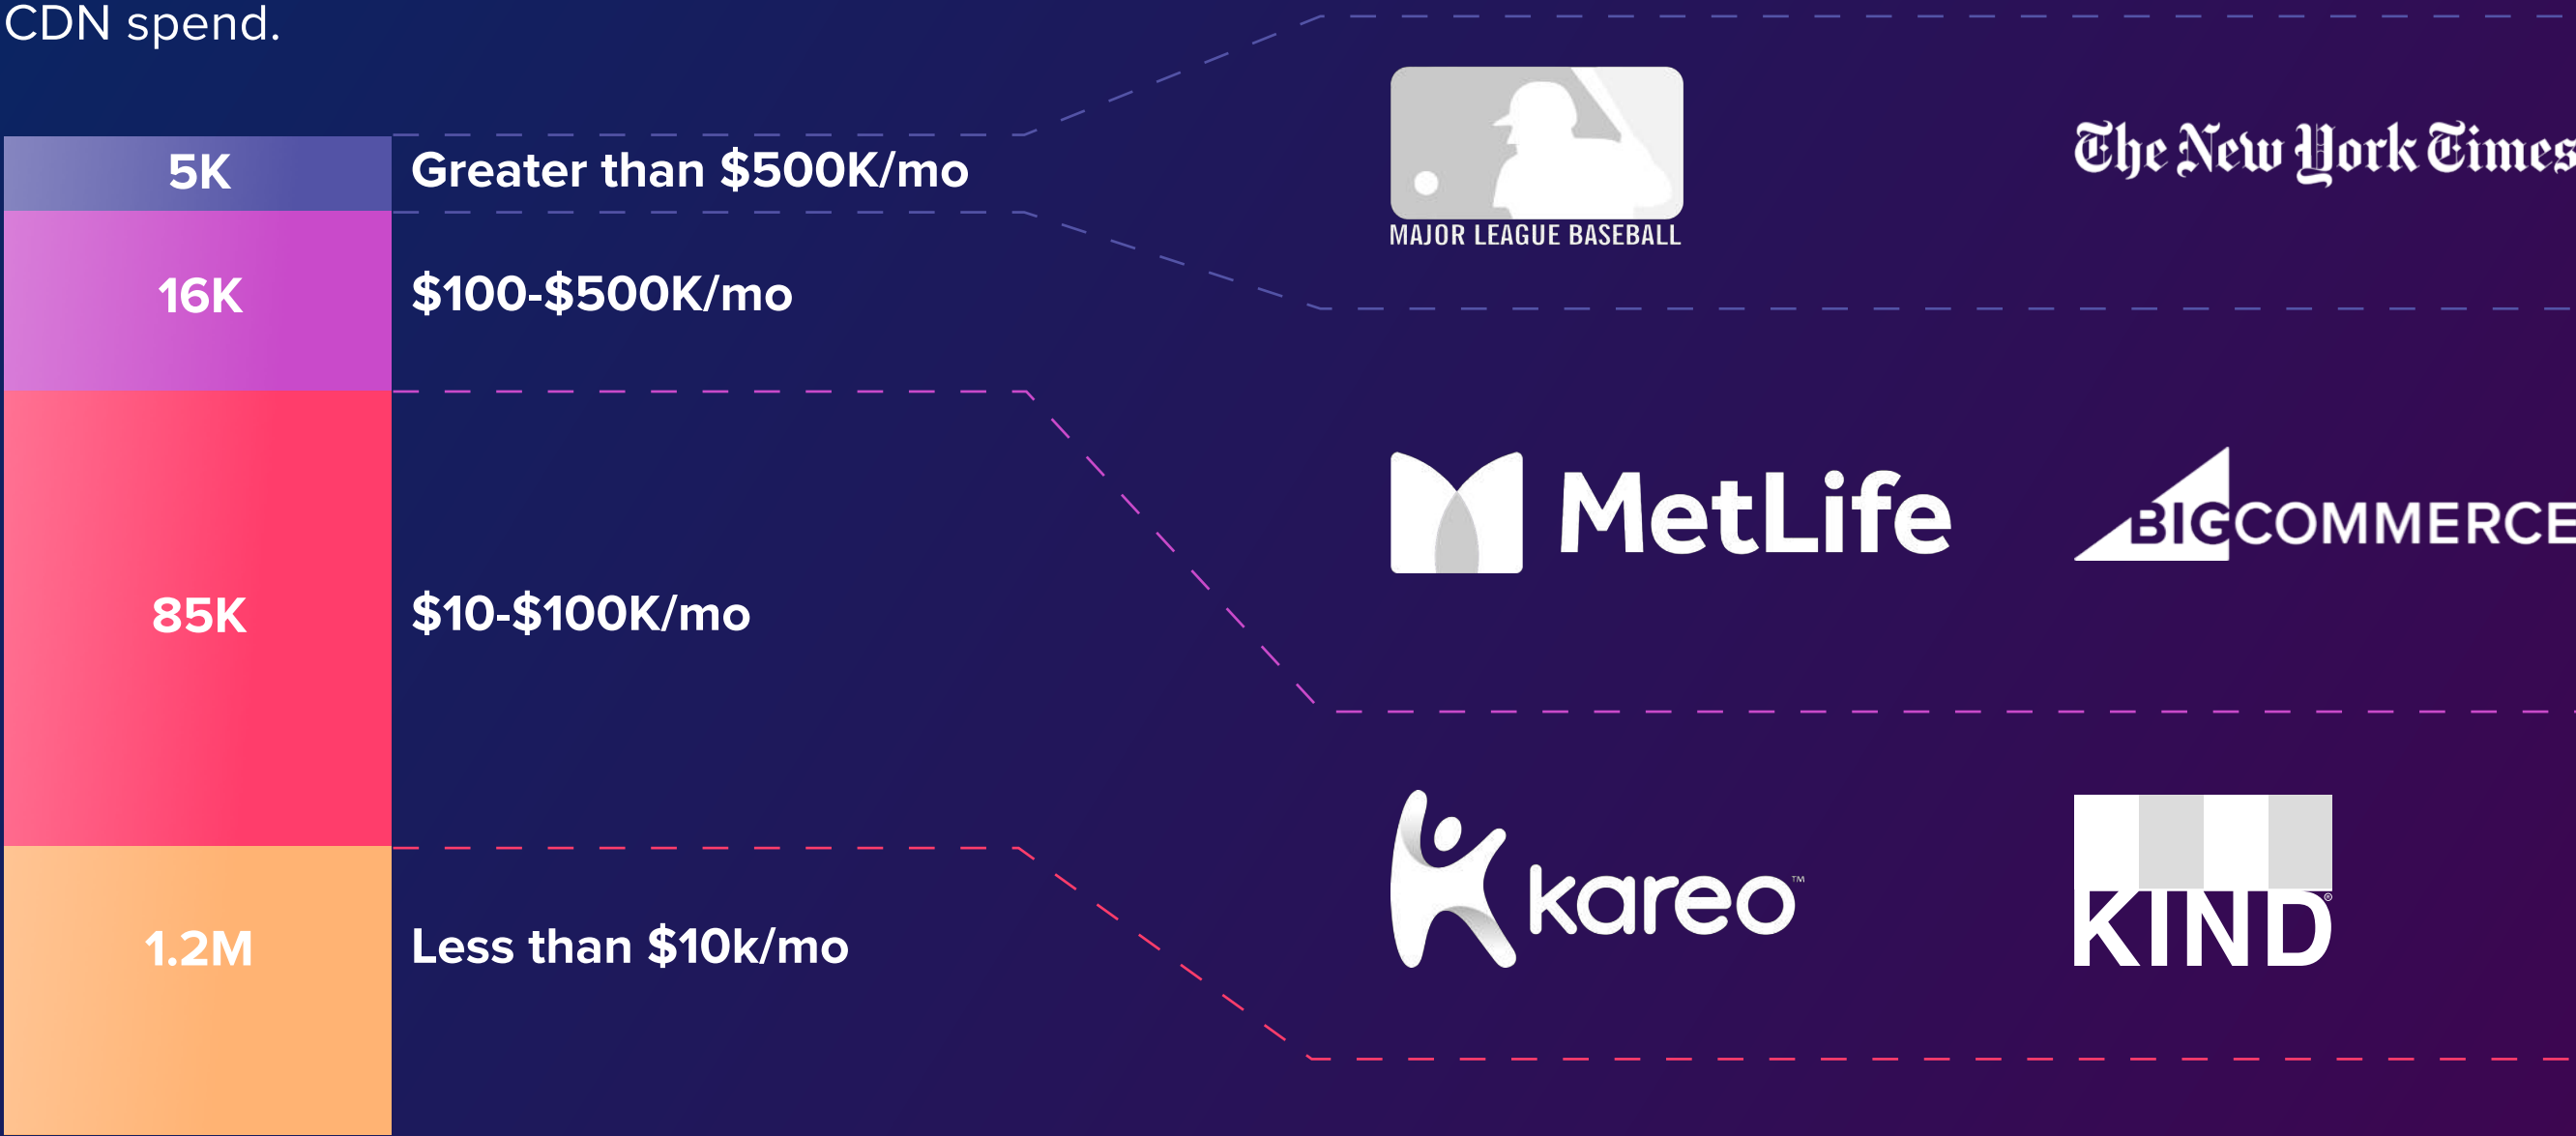 CDN spend.
5K
Greater than $500K/mo
MAJOR LEAGUE BASEBALL
The New York Times
16K
$100-$500K/mo
MetLife
BIGCOMMERCE
85K
$10-$100K/mo
kareo™
KIND®
1.2M
Less than $10k/mo